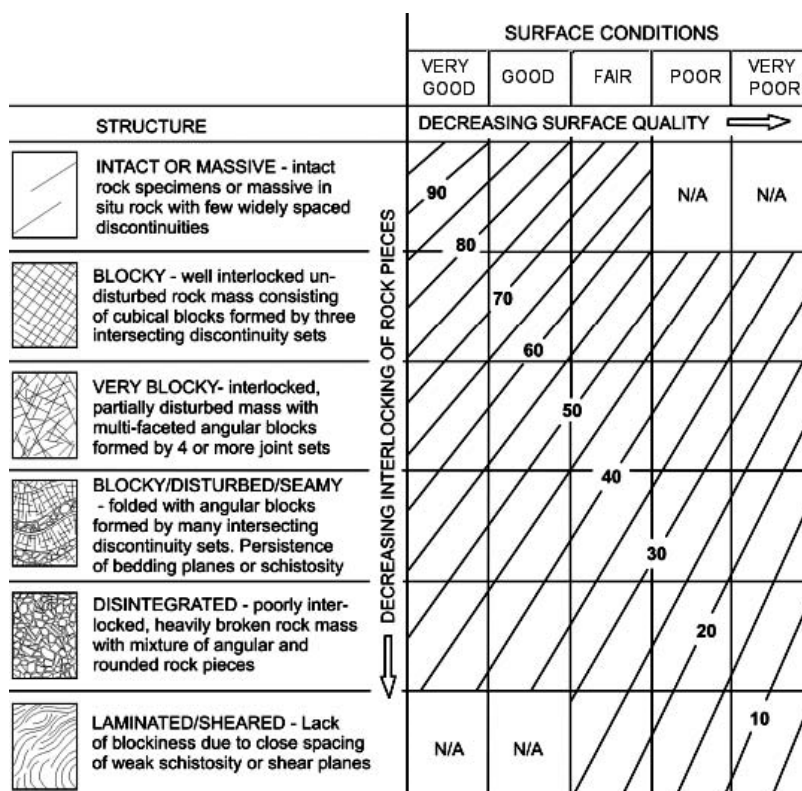 SURFACE CONDITIONS
VERY GOOD
GOOD
FAIR
POOR
VERY POOR
STRUCTURE
DECREASING SURFACE QUALITY
DECREASING INTERLOCKING OF ROCK PIECES
INTACT OR MASSIVE - intact
rock specimens or massive in
situ rock with few widely spaced
discontinuities
90
80
N/A
N/A
BLOCKY - well interlocked un-
disturbed rock mass consisting
of cubical blocks formed by three
intersecting discontinuity sets
70
60
VERY BLOCKY- interlocked,
partially disturbed mass with
multi-faceted angular blocks
formed by 4 or more joint sets
50
BLOCKY/DISTURBED/SEAMY
- folded with angular blocks
formed by many intersecting
discontinuity sets. Persistence
of bedding planes or schistosity
40
30
DISINTEGRATED - poorly inter-
locked, heavily broken rock mass
with mixture of angular and
rounded rock pieces
20
LAMINATED/SHEARED - Lack
of blockiness due to close spacing
of weak schistosity or shear planes
N/A
N/A
10